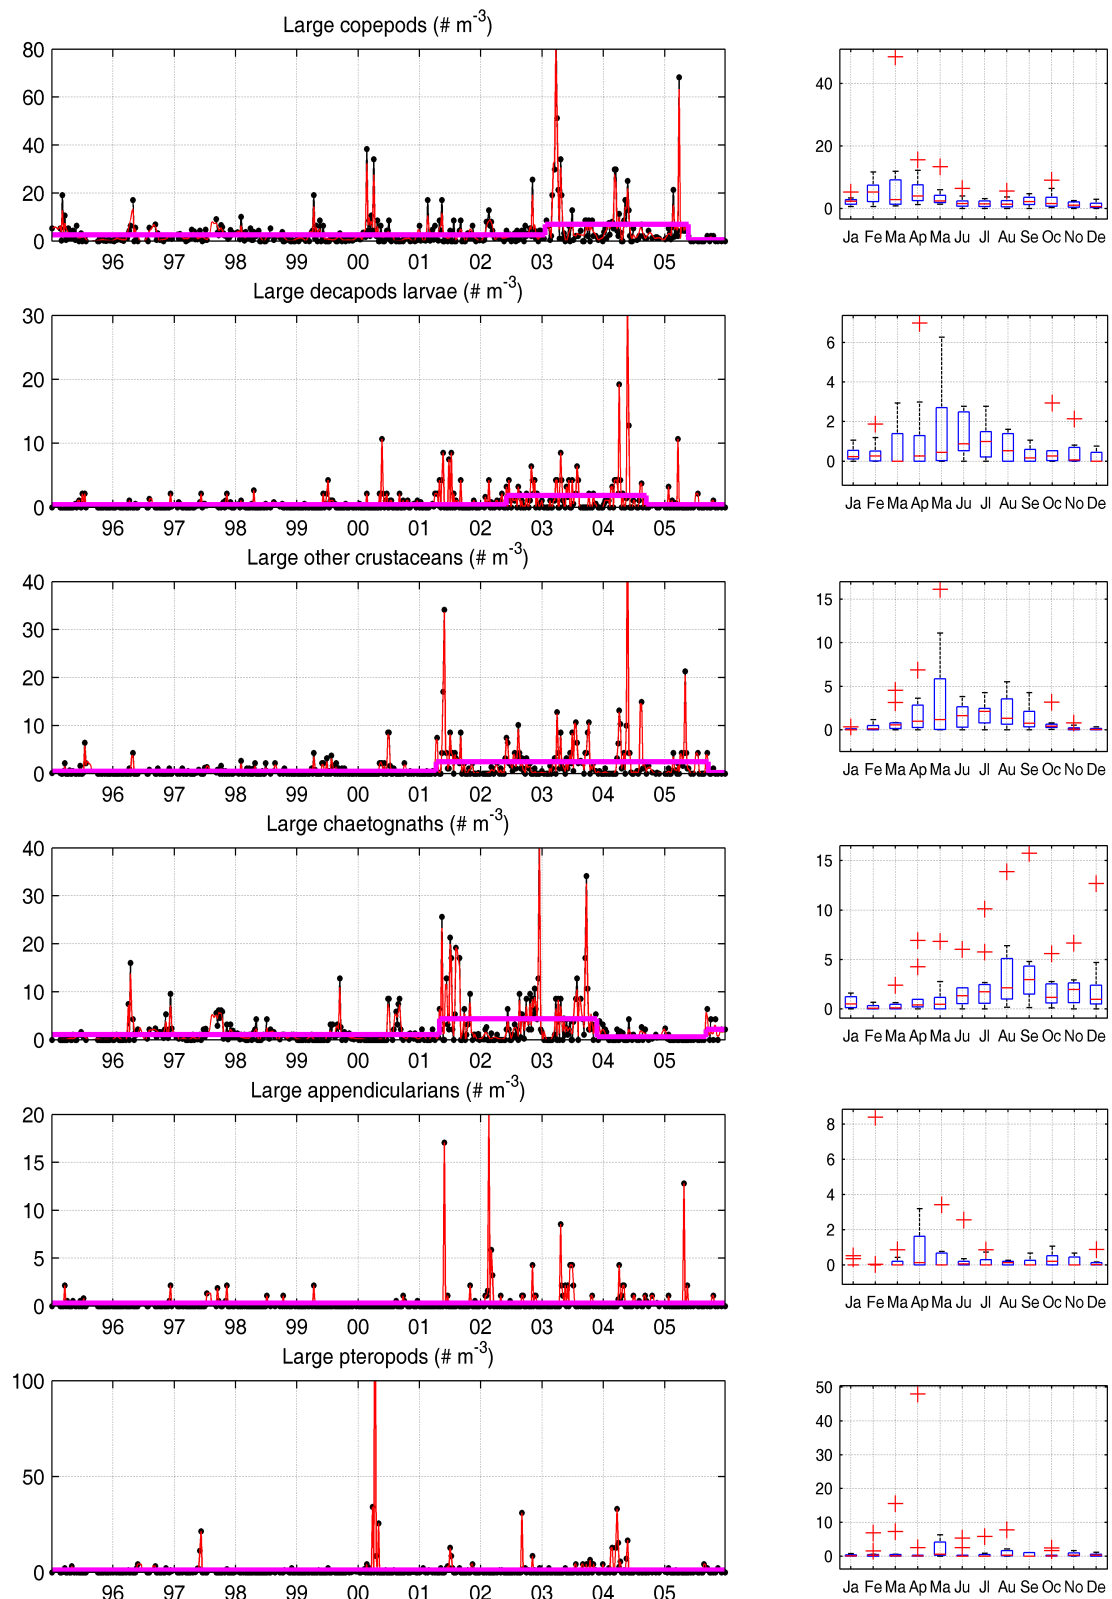 Large copepods (# m-3)
80
60
40
20
0
96 97 98 99 00 01 02 03 04 05
40
20
0
Ja Fe Ma Ap Ma Ju Jl Au Se Oc No De
Large decapods larvae (# m-3)
30
20
10
0
96 97 98 99 00 01 02 03 04 05
6
4
2
0
Ja Fe Ma Ap Ma Ju Jl Au Se Oc No De
Large other crustaceans (# m-3)
40
30
20
10
0
96 97 98 99 00 01 02 03 04 05
15
10
5
0
Ja Fe Ma Ap Ma Ju Jl Au Se Oc No De
Large chaetognaths (# m-3)
40
30
20
10
0
96 97 98 99 00 01 02 03 04 05
15
10
5
0
Ja Fe Ma Ap Ma Ju Jl Au Se Oc No De
Large appendicularians (# m-3)
20
15
10
5
0
96 97 98 99 00 01 02 03 04 05
8
6
4
2
0
Ja Fe Ma Ap Ma Ju Jl Au Se Oc No De
Large pteropods (# m-3)
100
50
0
96 97 98 99 00 01 02 03 04 05
50
40
30
20
10
0
Ja Fe Ma Ap Ma Ju Jl Au Se Oc No De